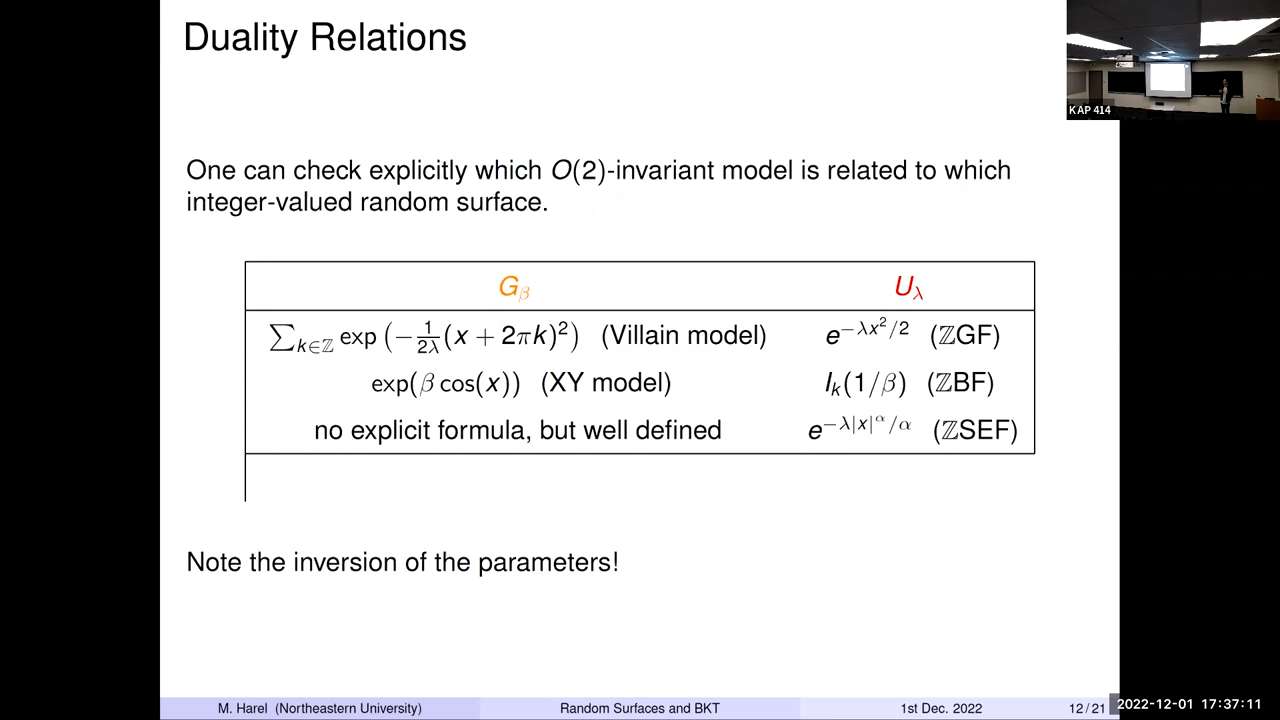 Duality Relations
KAP 414
One can check explicitly which O(2)-invariant model is related to which
integer-valued random surface.
G_β U_λ
∑_{k∈ℤ} exp(−\frac{1}{2λ}(x + 2πk)²) (Villain model) e^{−λx²/2} (ℤGF)
exp(β cos(x)) (XY model) I_k(1/β) (ℤBF)
no explicit formula, but well defined e^{−λ|x|^α/α} (ℤSEF)
Note the inversion of the parameters!
M. Harel (Northeastern University) Random Surfaces and BKT 1st Dec. 2022 12/21
2022-12-01 17:37:11